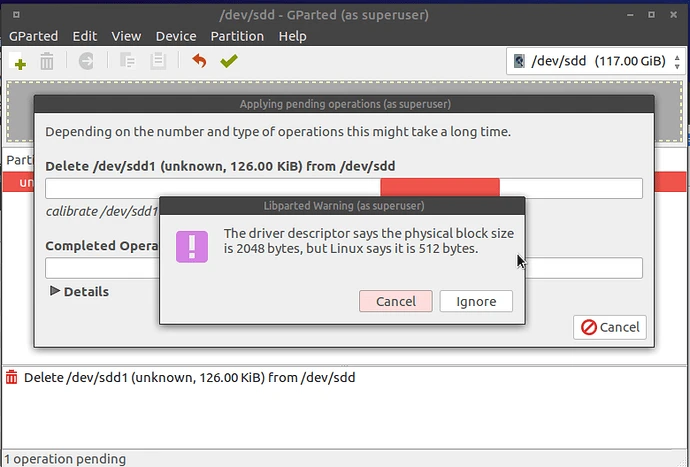 /dev/sdd - GParted (as superuser)
GParted Edit View Device Partition Help
/dev/sdd (117.00 GiB)
Applying pending operations (as superuser)
Depending on the number and type of operations this might take a long time.
Parti
Delete /dev/sdd1 (unknown, 126.00 KiB) from /dev/sdd
un
calibrate /dev/sdd1
Libparted Warning (as superuser)
The driver descriptor says the physical block size
is 2048 bytes, but Linux says it is 512 bytes.
Completed Opera
Details
Cancel Ignore
Cancel
Delete /dev/sdd1 (unknown, 126.00 KiB) from /dev/sdd
1 operation pending